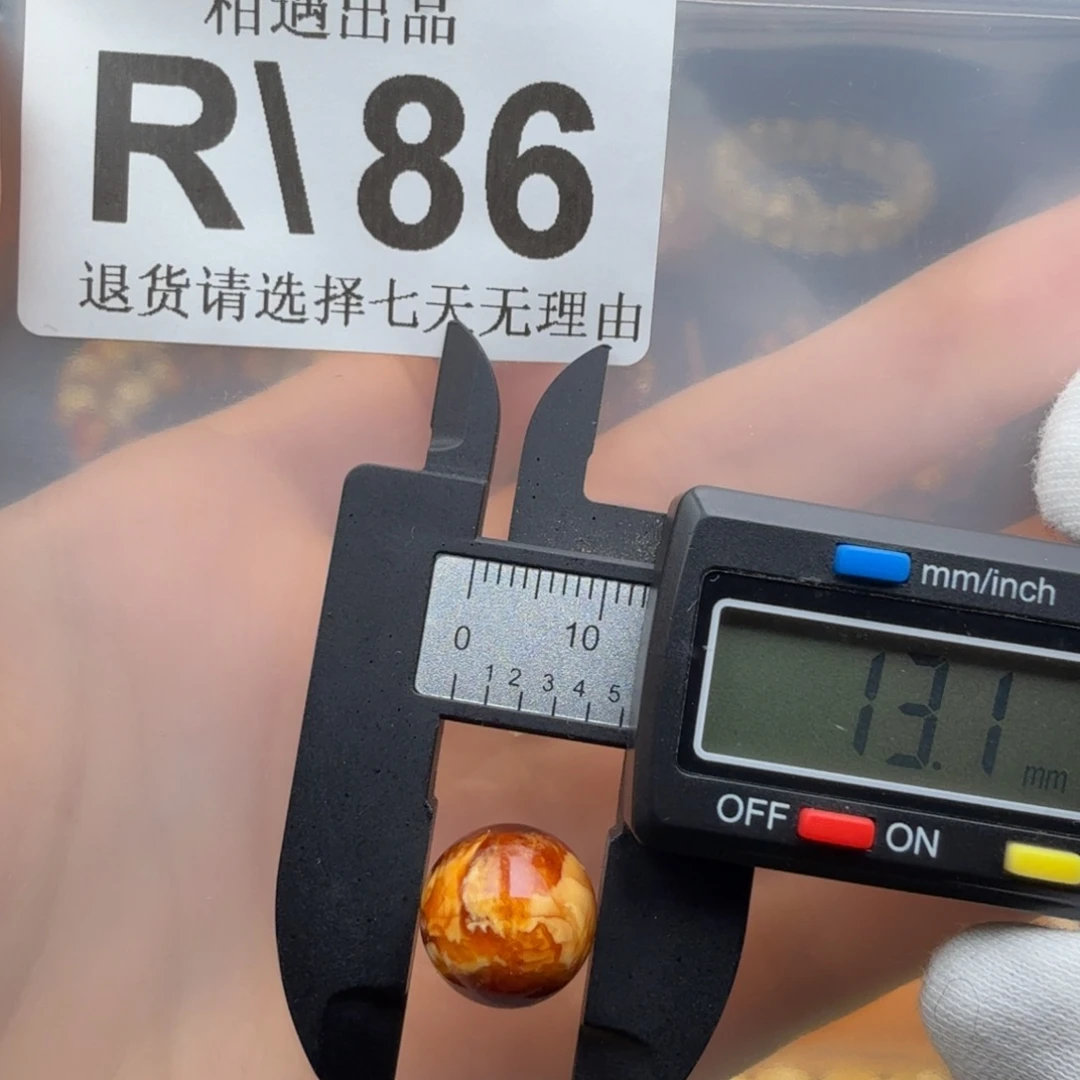 相遇出品
R\86
退货请选择七天无理由
mm/inch
0 10
1 2 3 4 5
13.1 mm
OFF ON